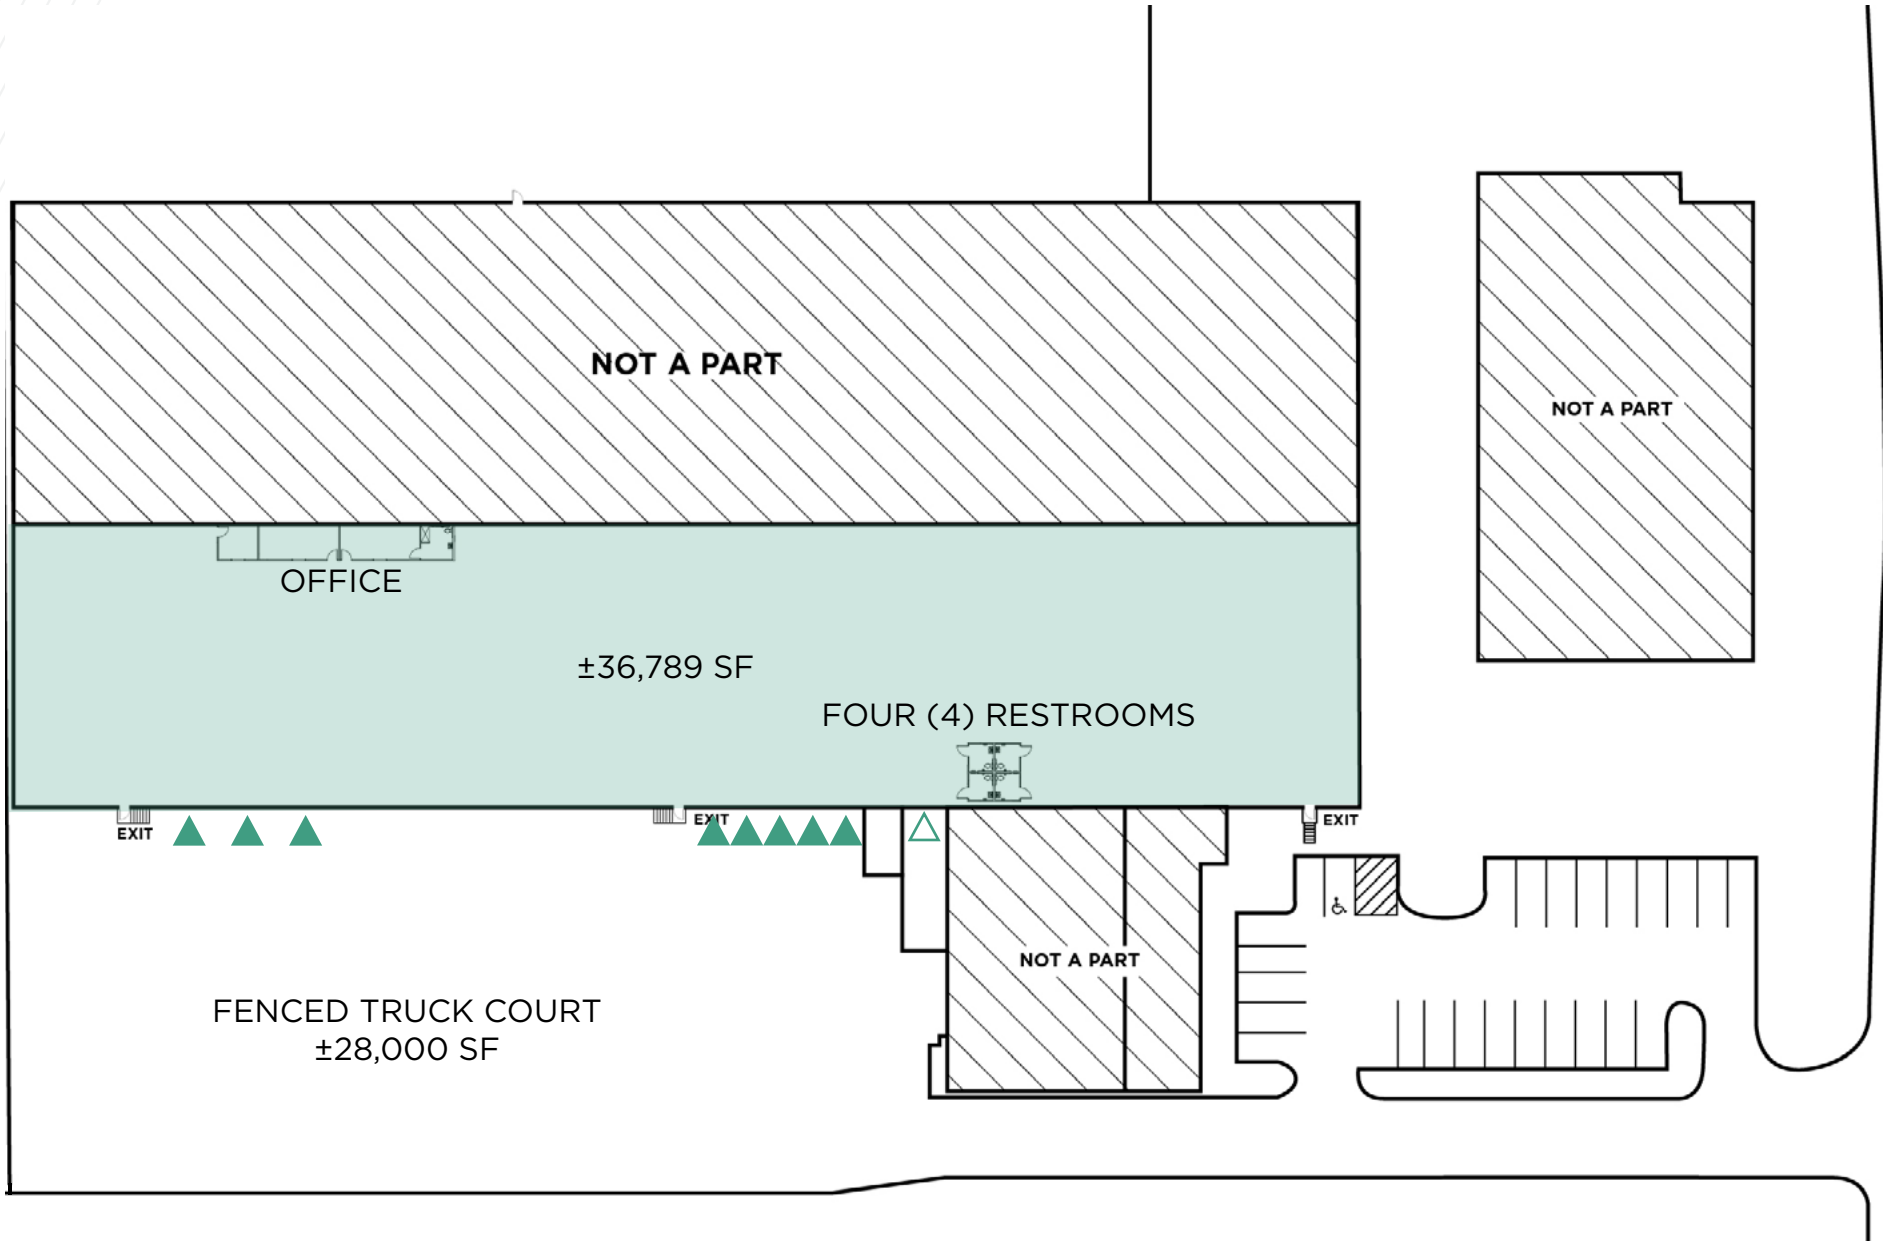 NOT A PART
NOT A PART
OFFICE
±36,789 SF
FOUR (4) RESTROOMS
EXIT
EXIT
EXIT
NOT A PART
FENCED TRUCK COURT
±28,000 SF